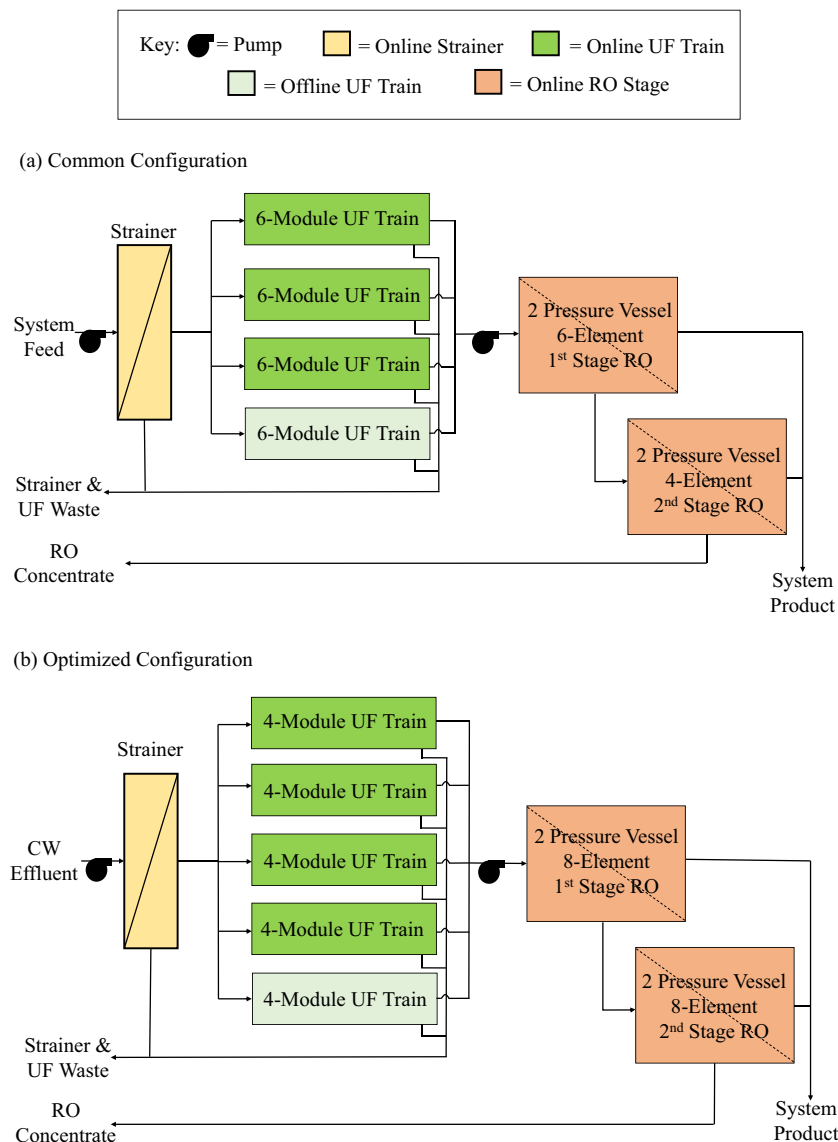 Key: = Pump = Online Strainer = Online UF Train
= Offline UF Train = Online RO Stage
(a) Common Configuration
Strainer
System
Feed
6-Module UF Train
6-Module UF Train
6-Module UF Train
6-Module UF Train
2 Pressure Vessel
6-Element
1st Stage RO
2 Pressure Vessel
4-Element
2nd Stage RO
Strainer &
UF Waste
RO
Concentrate
System
Product
(b) Optimized Configuration
Strainer
CW
Effluent
4-Module UF Train
4-Module UF Train
4-Module UF Train
4-Module UF Train
4-Module UF Train
2 Pressure Vessel
8-Element
1st Stage RO
2 Pressure Vessel
8-Element
2nd Stage RO
Strainer &
UF Waste
RO
Concentrate
System
Product